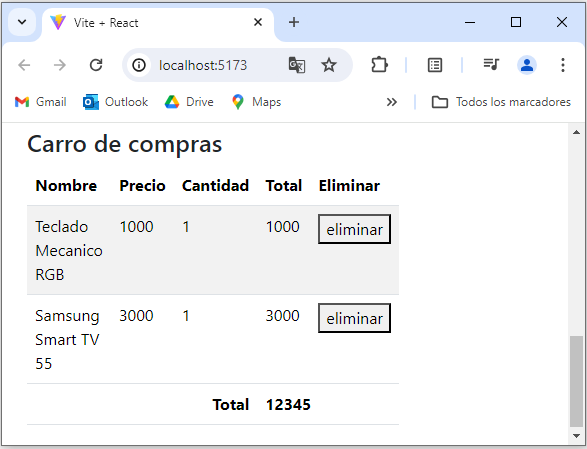 Vite + React
localhost:5173
Gmail Outlook Drive Maps Todos los marcadores
Carro de compras
Nombre Precio Cantidad Total Eliminar
Teclado 1000 1 1000 eliminar
Mecanico
RGB
Samsung 3000 1 3000 eliminar
Smart TV
55
Total 12345